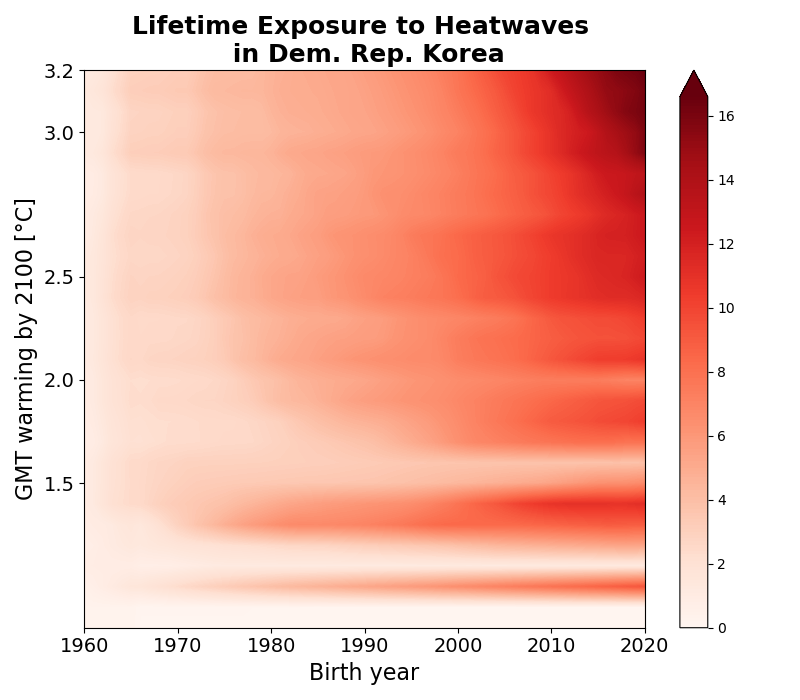 Lifetime Exposure to Heatwaves
in Dem. Rep. Korea
GMT warming by 2100 [°C]
3.2
3.0
2.5
2.0
1.5
1960 1970 1980 1990 2000 2010 2020
Birth year
16
14
12
10
8
6
4
2
0